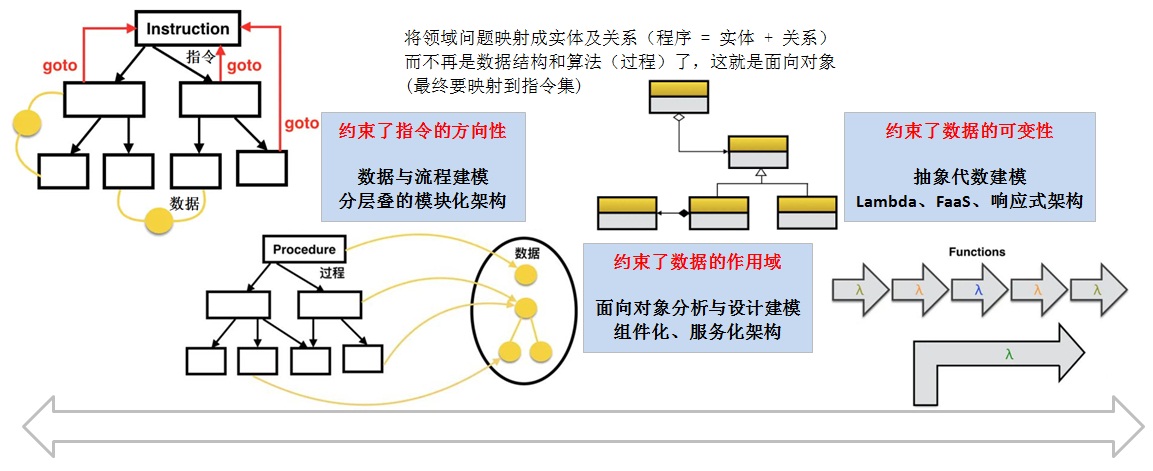 Instruction
指令
goto
goto
goto
数据
将领域问题映射成实体及关系（程序 = 实体 + 关系）
而不再是数据结构和算法（过程）了，这就是面向对象
(最终要映射到指令集)
约束了指令的方向性
数据与流程建模
分层叠的模块化架构
约束了数据的可变性
抽象代数建模
Lambda、FaaS、响应式架构
Procedure
过程
数据
约束了数据的作用域
面向对象分析与设计建模
组件化、服务化架构
Functions
λ
λ
λ
λ
λ
λ